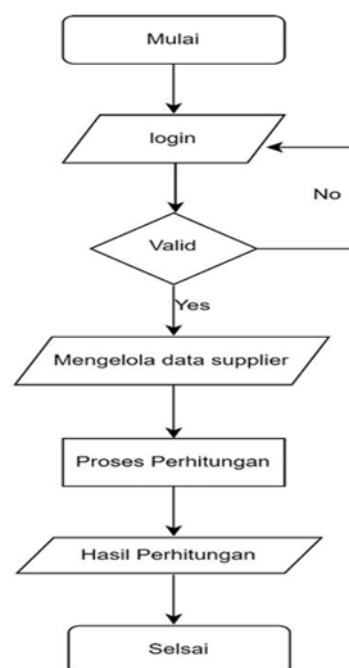 Mulai
login
No
Valid
Yes
Mengelola data supplier
Proses Perhitungan
Hasil Perhitungan
Selsai